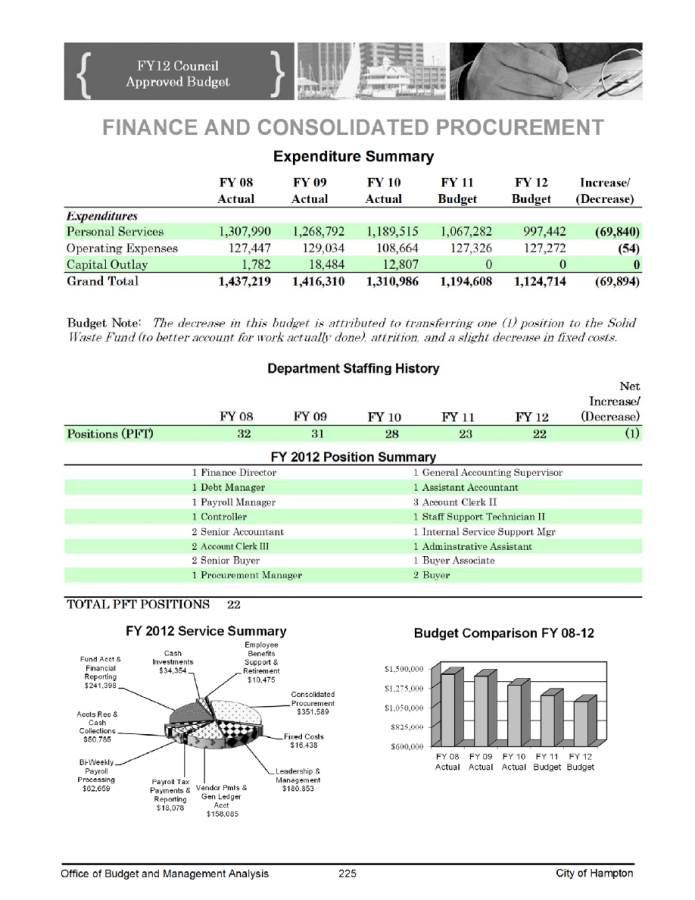 FY12 Council
Approved Budget
FINANCE AND CONSOLIDATED PROCUREMENT
Expenditure Summary
FY 08 FY 09 FY 10 FY 11 FY 12 Increase/
Actual Actual Actual Budget Budget (Decrease)
Expenditures
Personal Services 1,307,990 1,268,792 1,189,515 1,067,282 997,442 (69,840)
Operating Expenses 127,447 129,034 108,664 127,326 127,272 (54)
Capital Outlay 1,782 18,484 12,807 0 0 0
Grand Total 1,437,219 1,416,310 1,310,986 1,194,608 1,124,714 (69,894)
Budget Note: The decrease in this budget is attributed to transferring one (1) position to the Solid
Waste Fund (to better account for work actually done), attrition, and a slight decrease in fixed costs.
Department Staffing History
Net
Increase/
FY 08 FY 09 FY 10 FY 11 FY 12 (Decrease)
Positions (PFT) 32 31 28 23 22 (1)
FY 2012 Position Summary
1 Finance Director 1 General Accounting Supervisor
1 Debt Manager 1 Assistant Accountant
1 Payroll Manager 3 Account Clerk II
1 Controller 1 Staff Support Technician II
2 Senior Accountant 1 Internal Service Support Mgr
2 Account Clerk III 1 Adminstrative Assistant
2 Senior Buyer 1 Buyer Associate
1 Procurement Manager 2 Buyer
TOTAL PFT POSITIONS 22
FY 2012 Service Summary
Fund Acct &
Financial
Reporting
$241,398
Cash
Investments
$34,354
Employee
Benefits
Support &
Retirement
$10,475
Consolidated
Procurement
$351,589
Accts Rec &
Cash
Collections
$50,785
Fixed Costs
$16,438
Bi-Weekly
Payroll
Processing
$62,659
Payroll Tax
Payments &
Reporting
$18,078
Vendor Pmts &
Gen Ledger
Acct
$158,085
Leadership &
Management
$180,853
Budget Comparison FY 08-12
$1,500,000
$1,275,000
$1,050,000
$825,000
$600,000
FY 08 FY 09 FY 10 FY 11 FY 12
Actual Actual Actual Budget Budget
Office of Budget and Management Analysis 225 City of Hampton